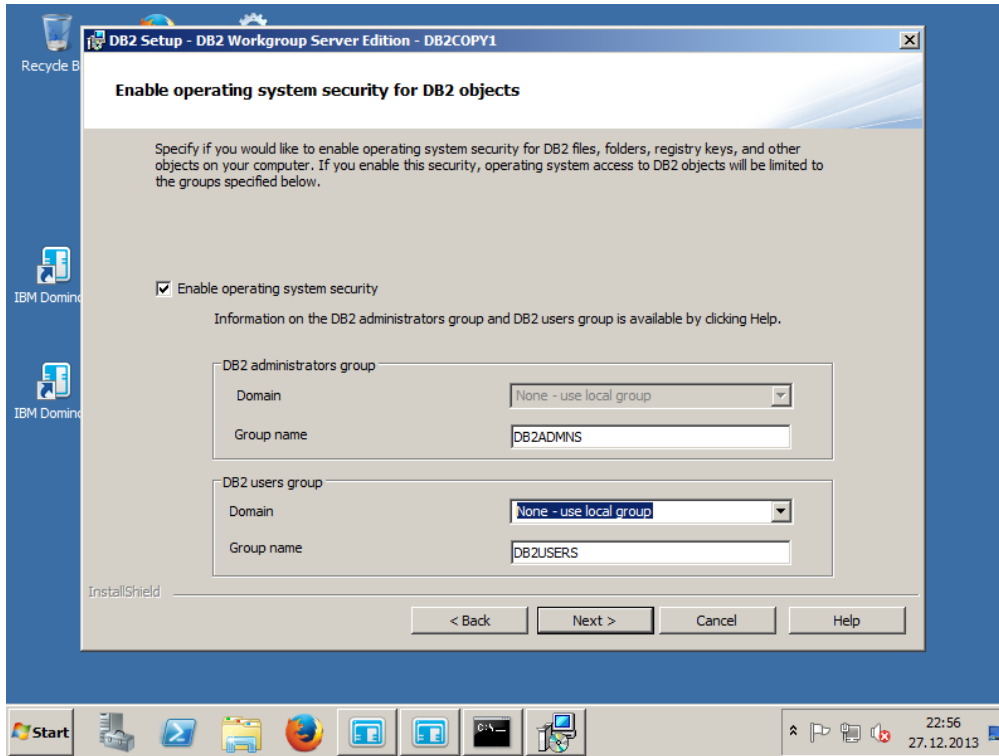 DB2 Setup - DB2 Workgroup Server Edition - DB2COPY1
Recycle B
Enable operating system security for DB2 objects
Specify if you would like to enable operating system security for DB2 files, folders, registry keys, and other
objects on your computer. If you enable this security, operating system access to DB2 objects will be limited to
the groups specified below.
IBM Domino
Enable operating system security
Information on the DB2 administrators group and DB2 users group is available by clicking Help.
DB2 administrators group
Domain
None - use local group
IBM Domino
Group name
DB2ADMNS
DB2 users group
Domain
None - use local group
Group name
DB2USERS
InstallShield
< Back
Next >
Cancel
Help
Start
C:\_
22:56
27.12.2013